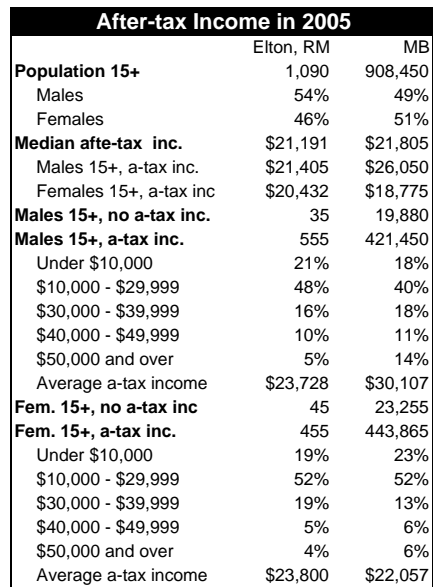 After-tax Income in 2005
Elton, RM MB
Population 15+ 1,090 908,450
Males 54% 49%
Females 46% 51%
Median afte-tax inc. $21,191 $21,805
Males 15+, a-tax inc. $21,405 $26,050
Females 15+, a-tax inc $20,432 $18,775
Males 15+, no a-tax inc. 35 19,880
Males 15+, a-tax inc. 555 421,450
Under $10,000 21% 18%
$10,000 - $29,999 48% 40%
$30,000 - $39,999 16% 18%
$40,000 - $49,999 10% 11%
$50,000 and over 5% 14%
Average a-tax income $23,728 $30,107
Fem. 15+, no a-tax inc 45 23,255
Fem. 15+, a-tax inc. 455 443,865
Under $10,000 19% 23%
$10,000 - $29,999 52% 52%
$30,000 - $39,999 19% 13%
$40,000 - $49,999 5% 6%
$50,000 and over 4% 6%
Average a-tax income $23,800 $22,057